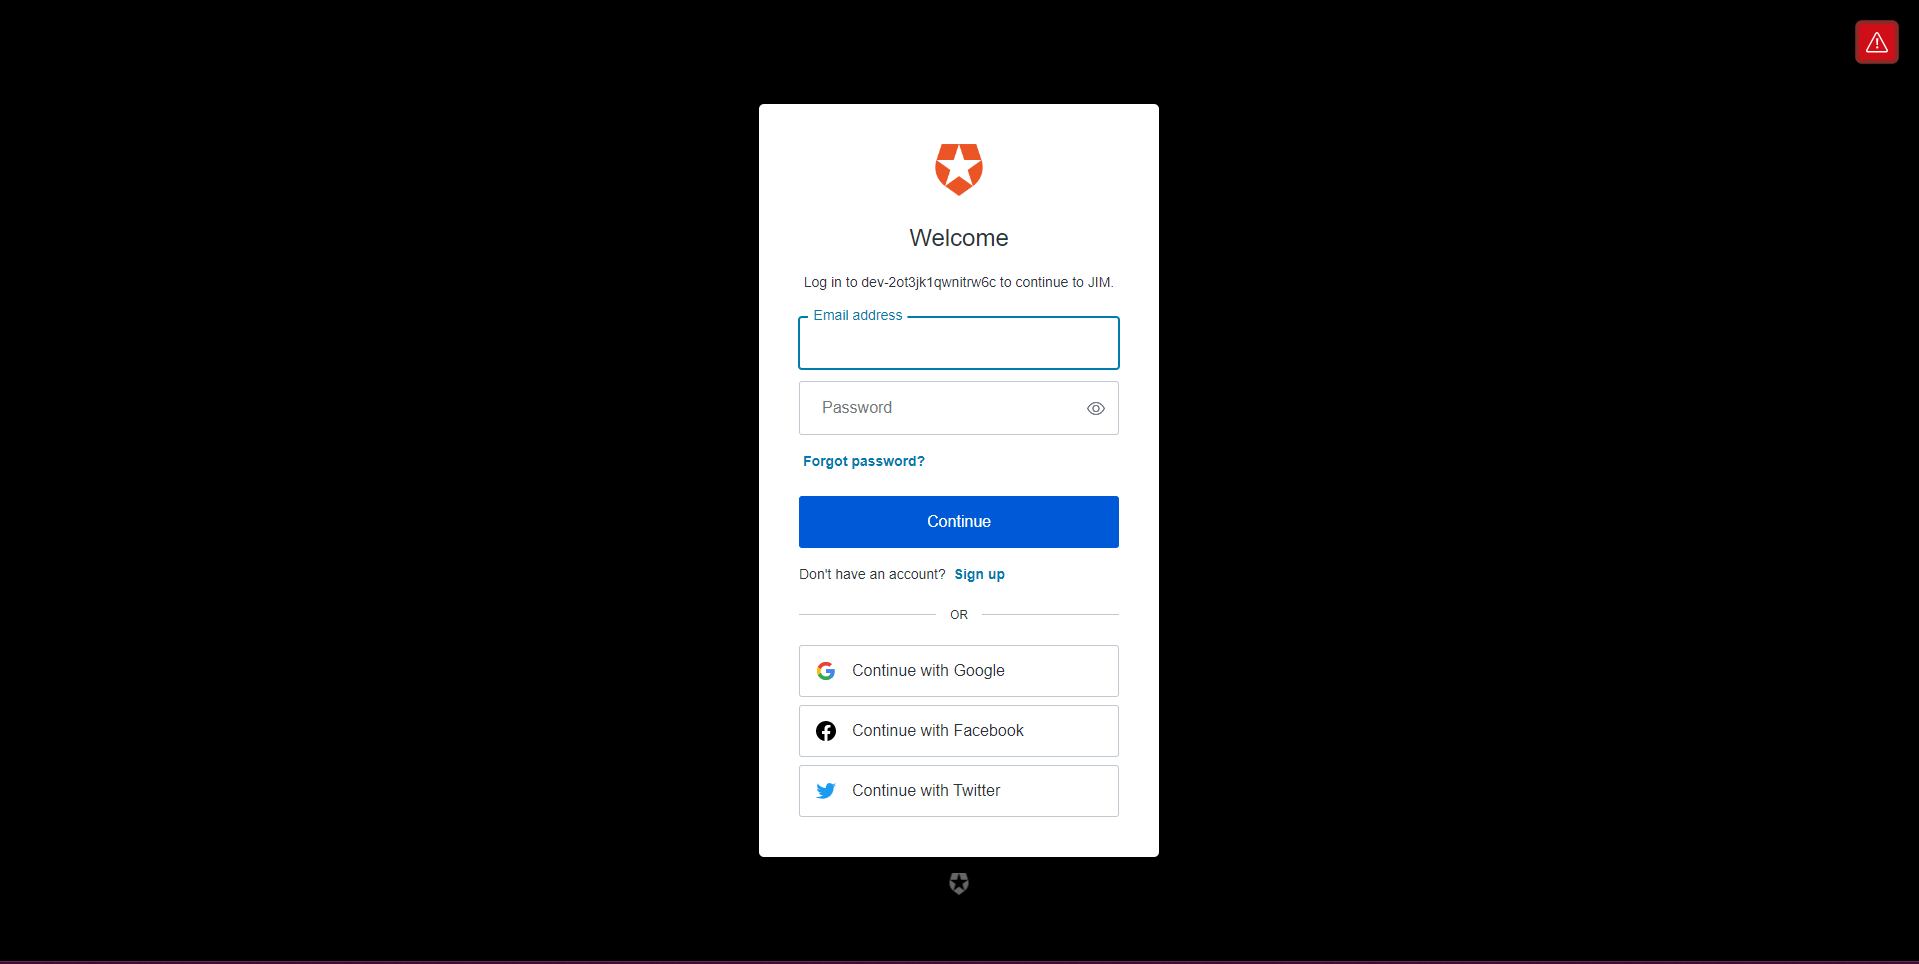 Welcome
Log in to dev-2ot3jk1qwnitrw6c to continue to JIM.
Email address
Password
Forgot password?
Continue
Don't have an account? Sign up
OR
Continue with Google
Continue with Facebook
Continue with Twitter